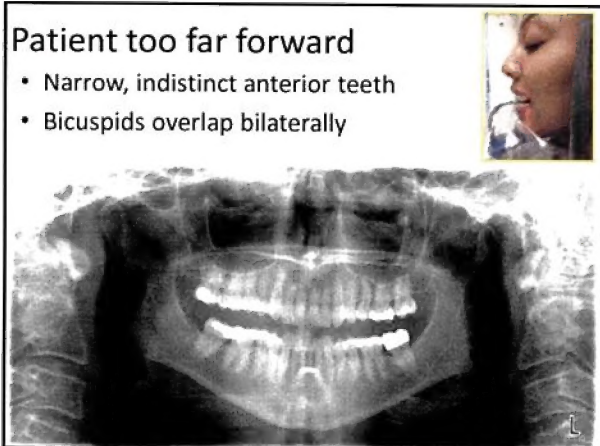 Patient too far forward
• Narrow, indistinct anterior teeth
• Bicuspids overlap bilaterally
L